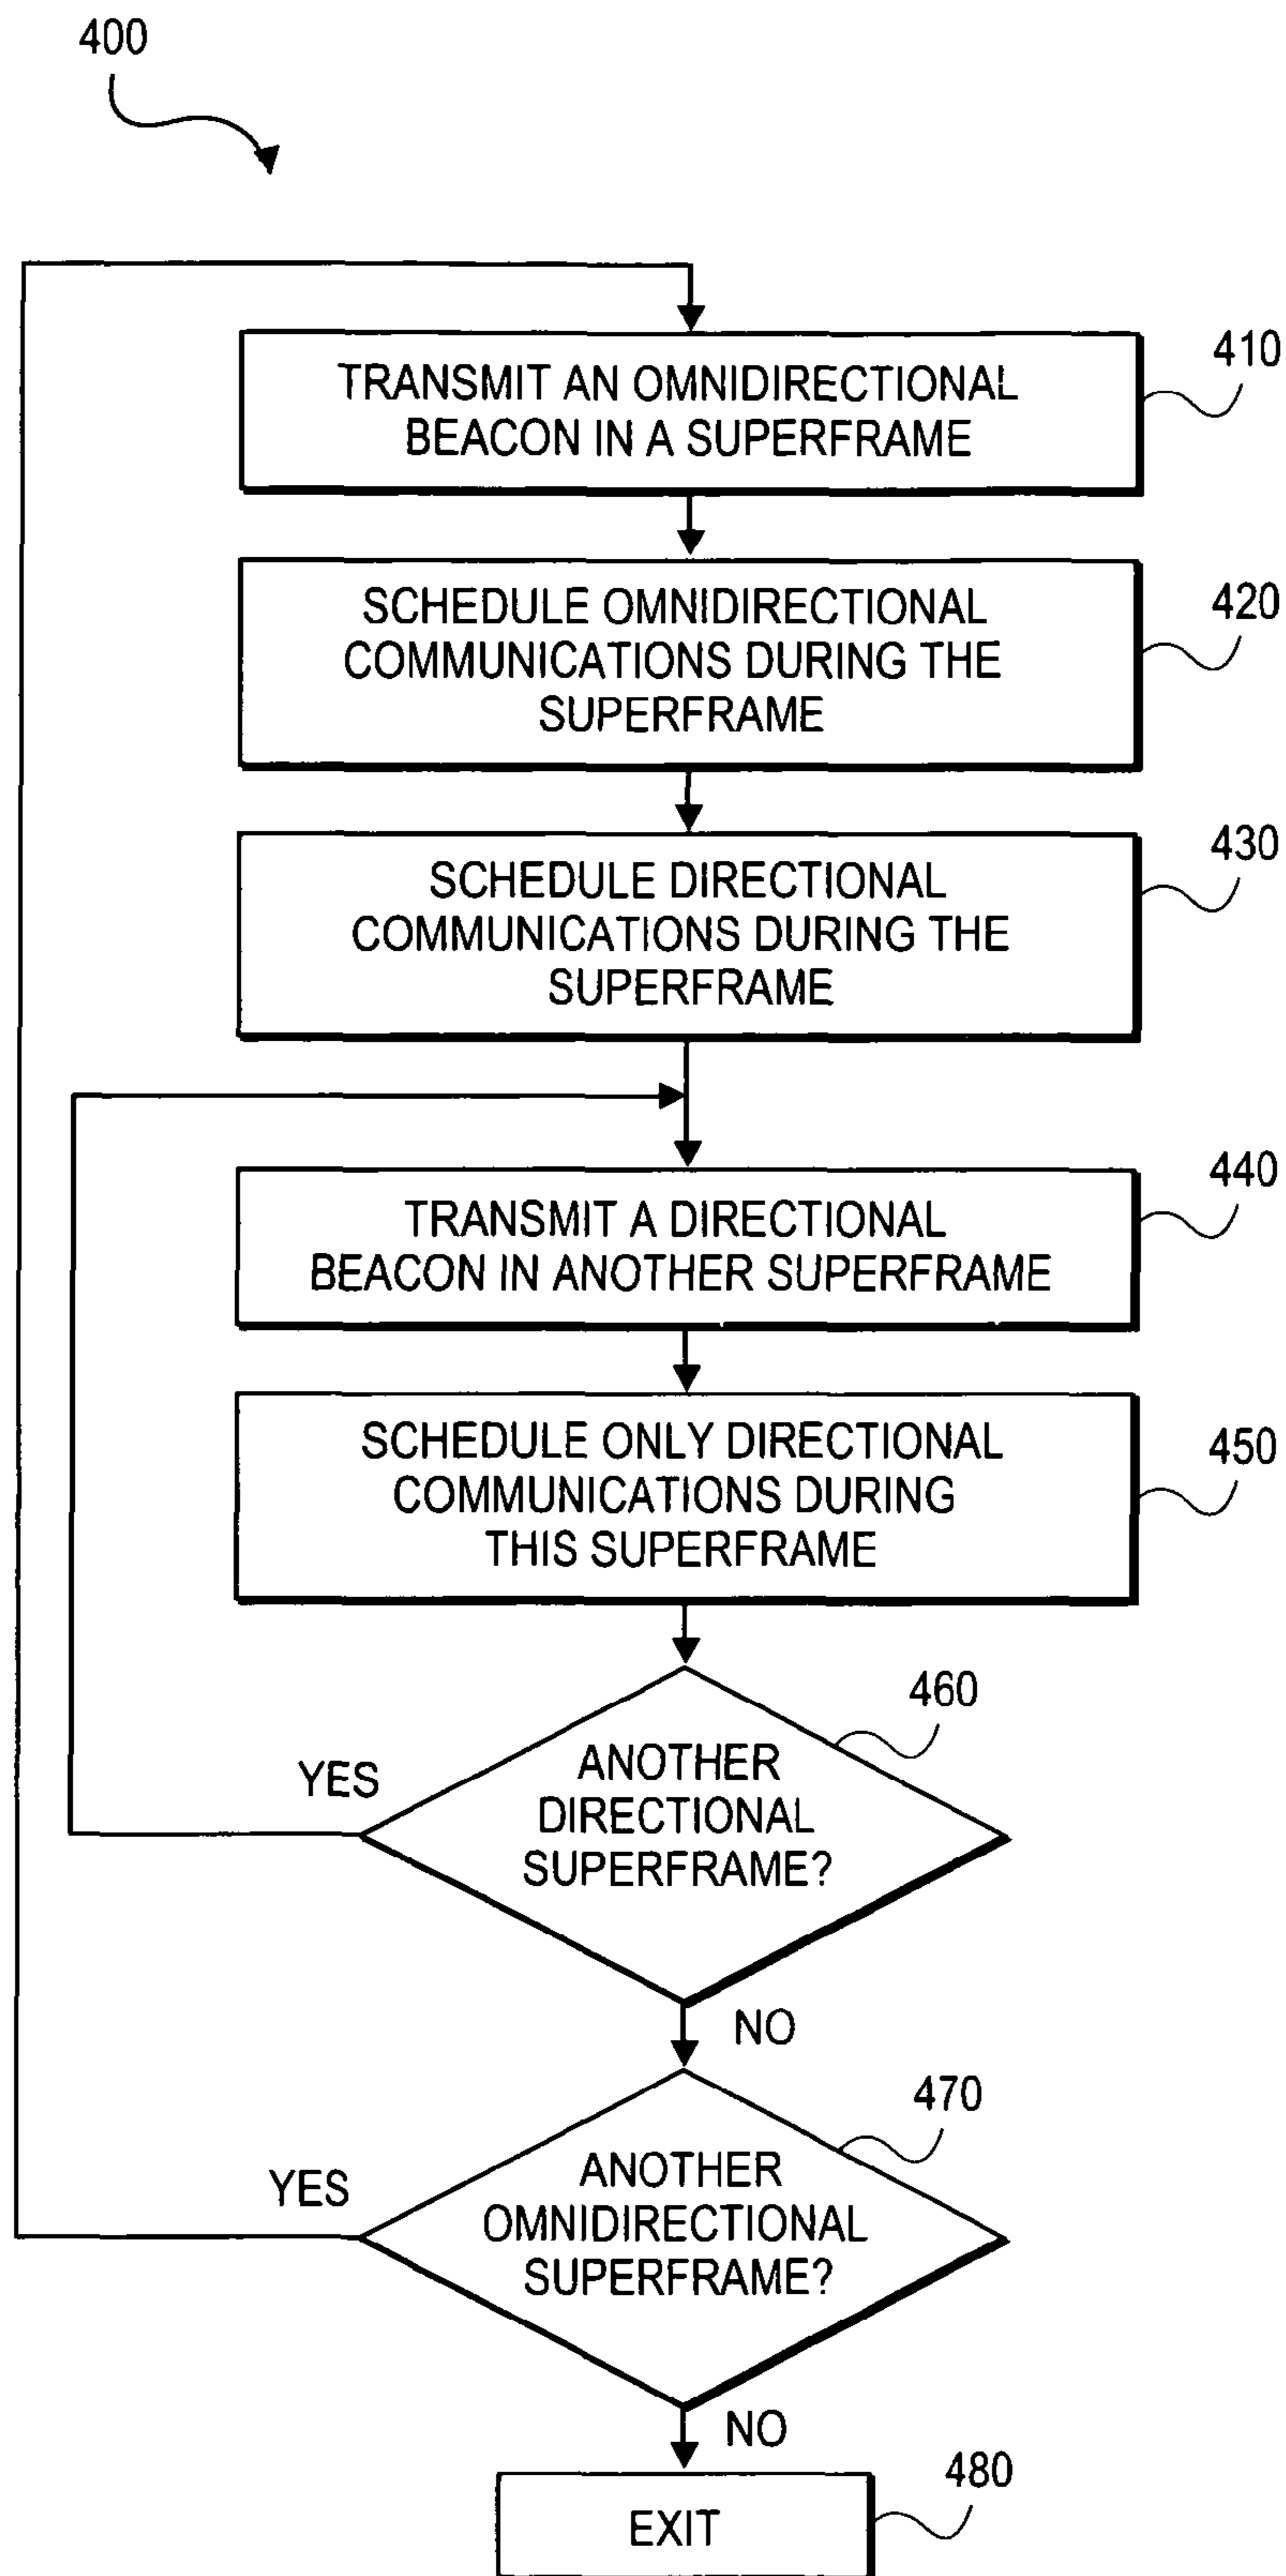 400
TRANSMIT AN OMNIDIRECTIONAL
BEACON IN A SUPERFRAME
410
SCHEDULE OMNIDIRECTIONAL
COMMUNICATIONS DURING THE
SUPERFRAME
420
SCHEDULE DIRECTIONAL
COMMUNICATIONS DURING THE
SUPERFRAME
430
TRANSMIT A DIRECTIONAL
BEACON IN ANOTHER SUPERFRAME
440
SCHEDULE ONLY DIRECTIONAL
COMMUNICATIONS DURING
THIS SUPERFRAME
450
460
YES
ANOTHER
DIRECTIONAL
SUPERFRAME?
NO
470
YES
ANOTHER
OMNIDIRECTIONAL
SUPERFRAME?
NO
EXIT
480